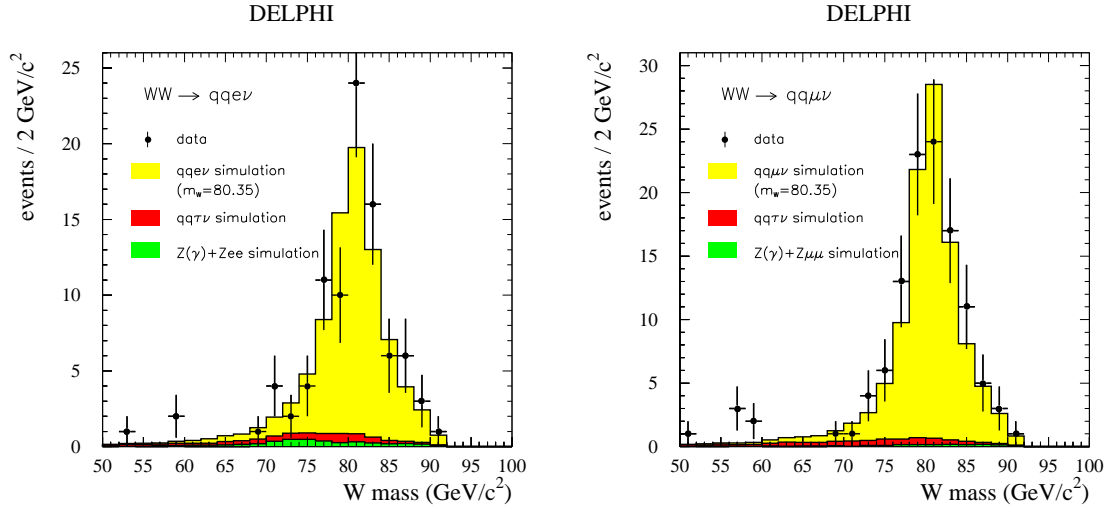 DELPHI
events / 2 GeV/c²
WW → qqeν
data
qqeν simulation
(m_w=80.35)
qqτν simulation
Z(γ)+Zee simulation
25
20
15
10
5
0
50 55 60 65 70 75 80 85 90 95 100
W mass (GeV/c²)
DELPHI
events / 2 GeV/c²
WW → qqμν
data
qqμν simulation
(m_w=80.35)
qqτν simulation
Z(γ)+Zμμ simulation
30
25
20
15
10
5
0
50 55 60 65 70 75 80 85 90 95 100
W mass (GeV/c²)